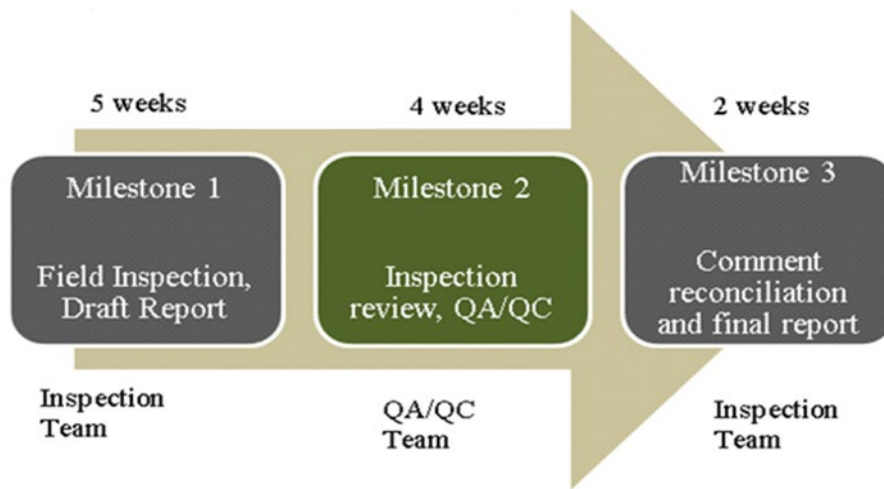 5 weeks
4 weeks
2 weeks
Milestone 1
Field Inspection,
Draft Report
Milestone 2
Inspection
review, QA/QC
Milestone 3
Comment
reconciliation
and final report
Inspection
Team
QA/QC
Team
Inspection
Team